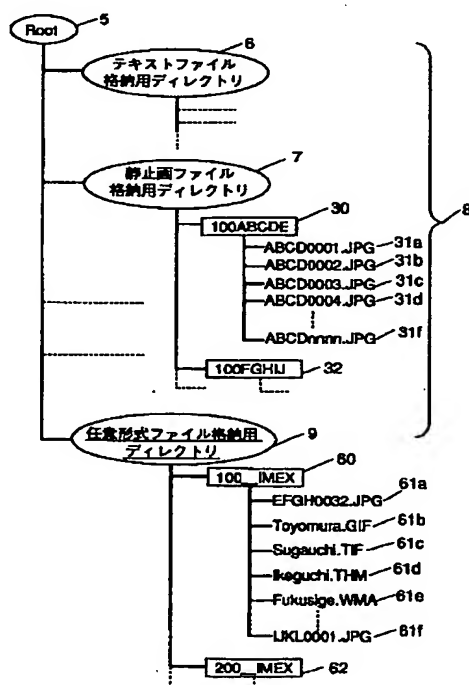 Root
5
6
テキストファイル
格納用ディレクトリ
7
静止画ファイル
格納用ディレクトリ
8
100ABCDE
30
ABCD0001.JPG
31a
ABCD0002.JPG
31b
ABCD0003.JPG
31c
ABCD0004.JPG
31d
ABCDnnnn.JPG
31f
100FGHIJ
32
任意形式ファイル格納用
ディレクトリ
9
100__IMEX
60
EFGH0032.JPG
61a
Toyomura.GIF
61b
Sugauchi.TIF
61c
Ikeguchi.THM
61d
Fukusige.WMA
61e
IJKL0001.JPG
61f
200__IMEX
62